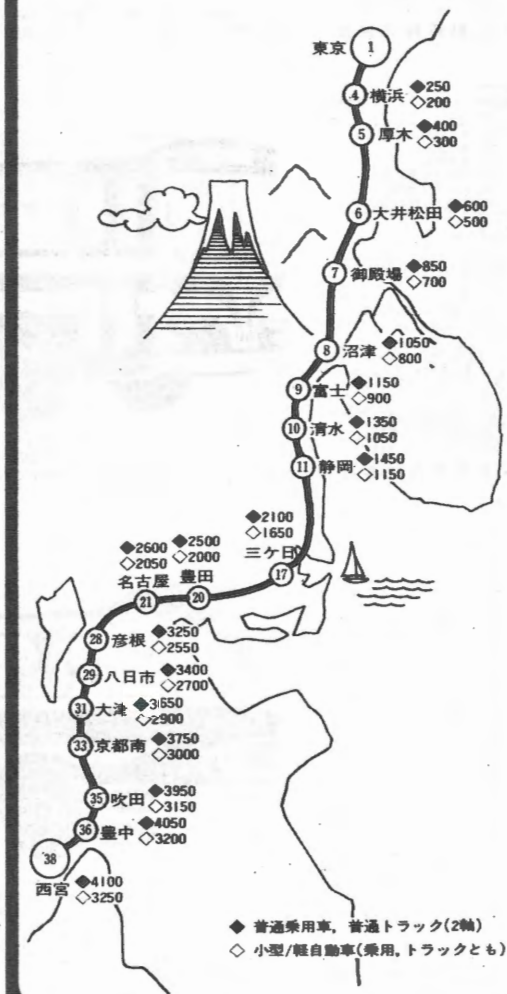 東京 1
4 横浜 ◆250
◇200
5 厚木 ◆400
◇300
6 大井松田 ◆600
◇500
7 御殿場 ◆850
◇700
8 沼津 ◆1050
◇800
9 富士 ◆1150
◇900
10 清水 ◆1350
◇1050
11 静岡 ◆1450
◇1150
◆2100
◇1650
三ケ日
17
◆2500
◇2000
豊田
20
◆2600
◇2050
名古屋
21
28 彦根 ◆3250
◇2550
29 八日市 ◆3400
◇2700
31 大津 ◆3650
◇2900
33 京都南 ◆3750
◇3000
35 吹田 ◆3950
◇3150
36 豊中 ◆4050
◇3200
38
西宮 ◆4100
◇3250
◆ 普通乗用車, 普通トラック(2軸)
◇ 小型/軽自動車(乗用,トラックとも)